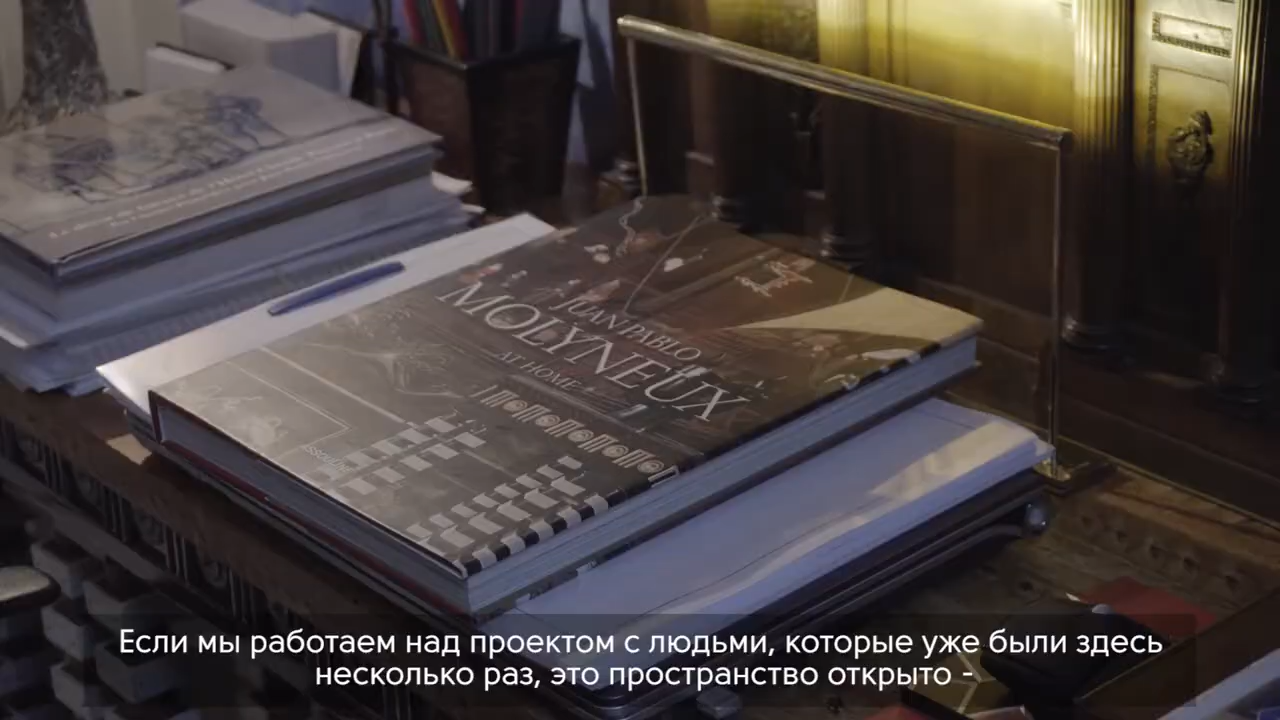 JUAN PABLO
MOLYNEUX
AT HOME
Если мы работаем над проектом с людьми, которые уже были здесь
несколько раз, это пространство открыто -